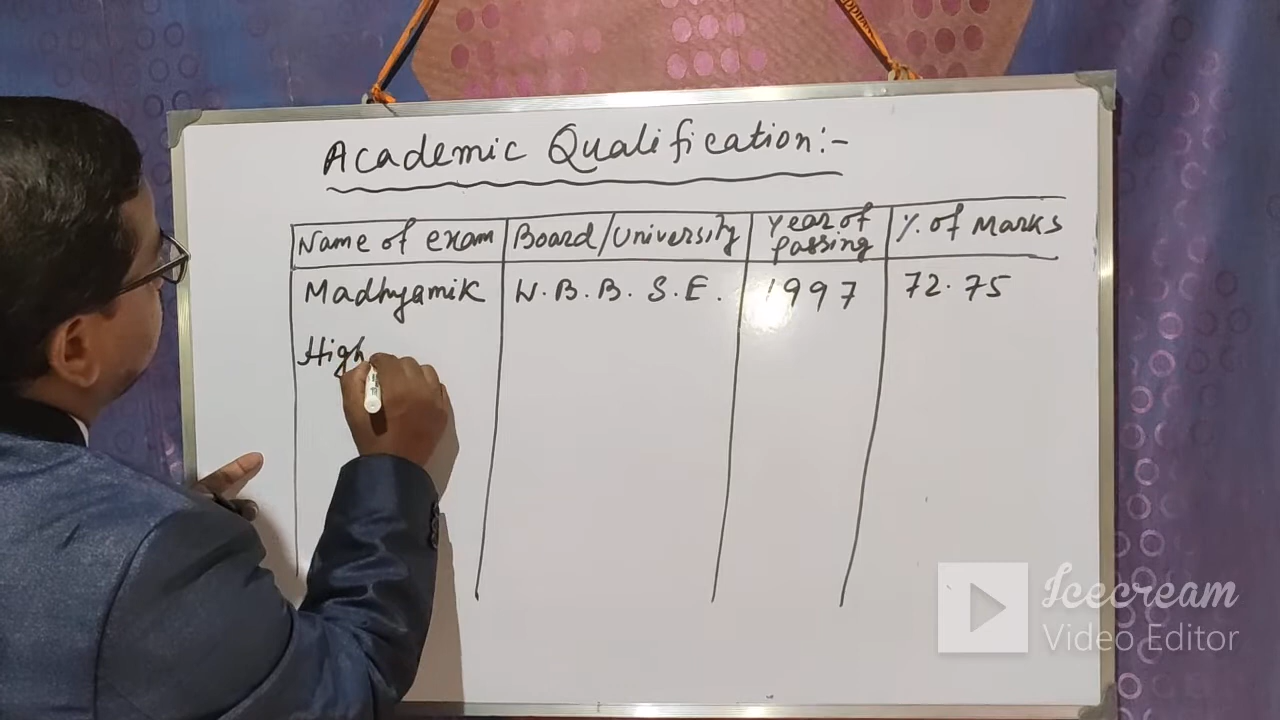 Academic Qualification:-
Name of exam Board/University Year of passing % of Marks
Madhyamik W.B.B.S.E. 1997 72.75
High
Icecream
Video Editor